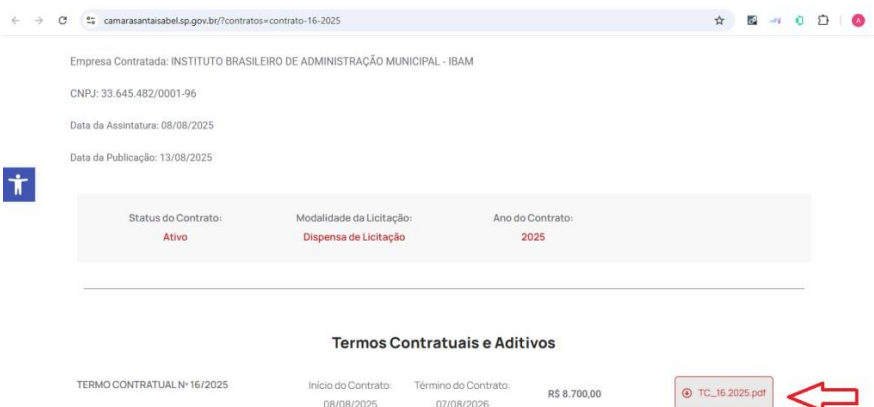 camarasantaisabel.sp.gov.br/?contratos=contrato-16-2025
A
Empresa Contratada: INSTITUTO BRASILEIRO DE ADMINISTRAÇÃO MUNICIPAL - IBAM
CNPJ: 33.645.482/0001-96
Data da Assintatura: 08/08/2025
Data da Publicação: 13/08/2025
Status do Contrato: Modalidade da Licitação: Ano do Contrato:
Ativo Dispensa de Licitação 2025
Termos Contratuais e Aditivos
TERMO CONTRATUAL Nº 16/2025 Início do Contrato: Término do Contrato: R$ 8.700,00 TC_16.2025.pdf
08/08/2025 07/08/2026